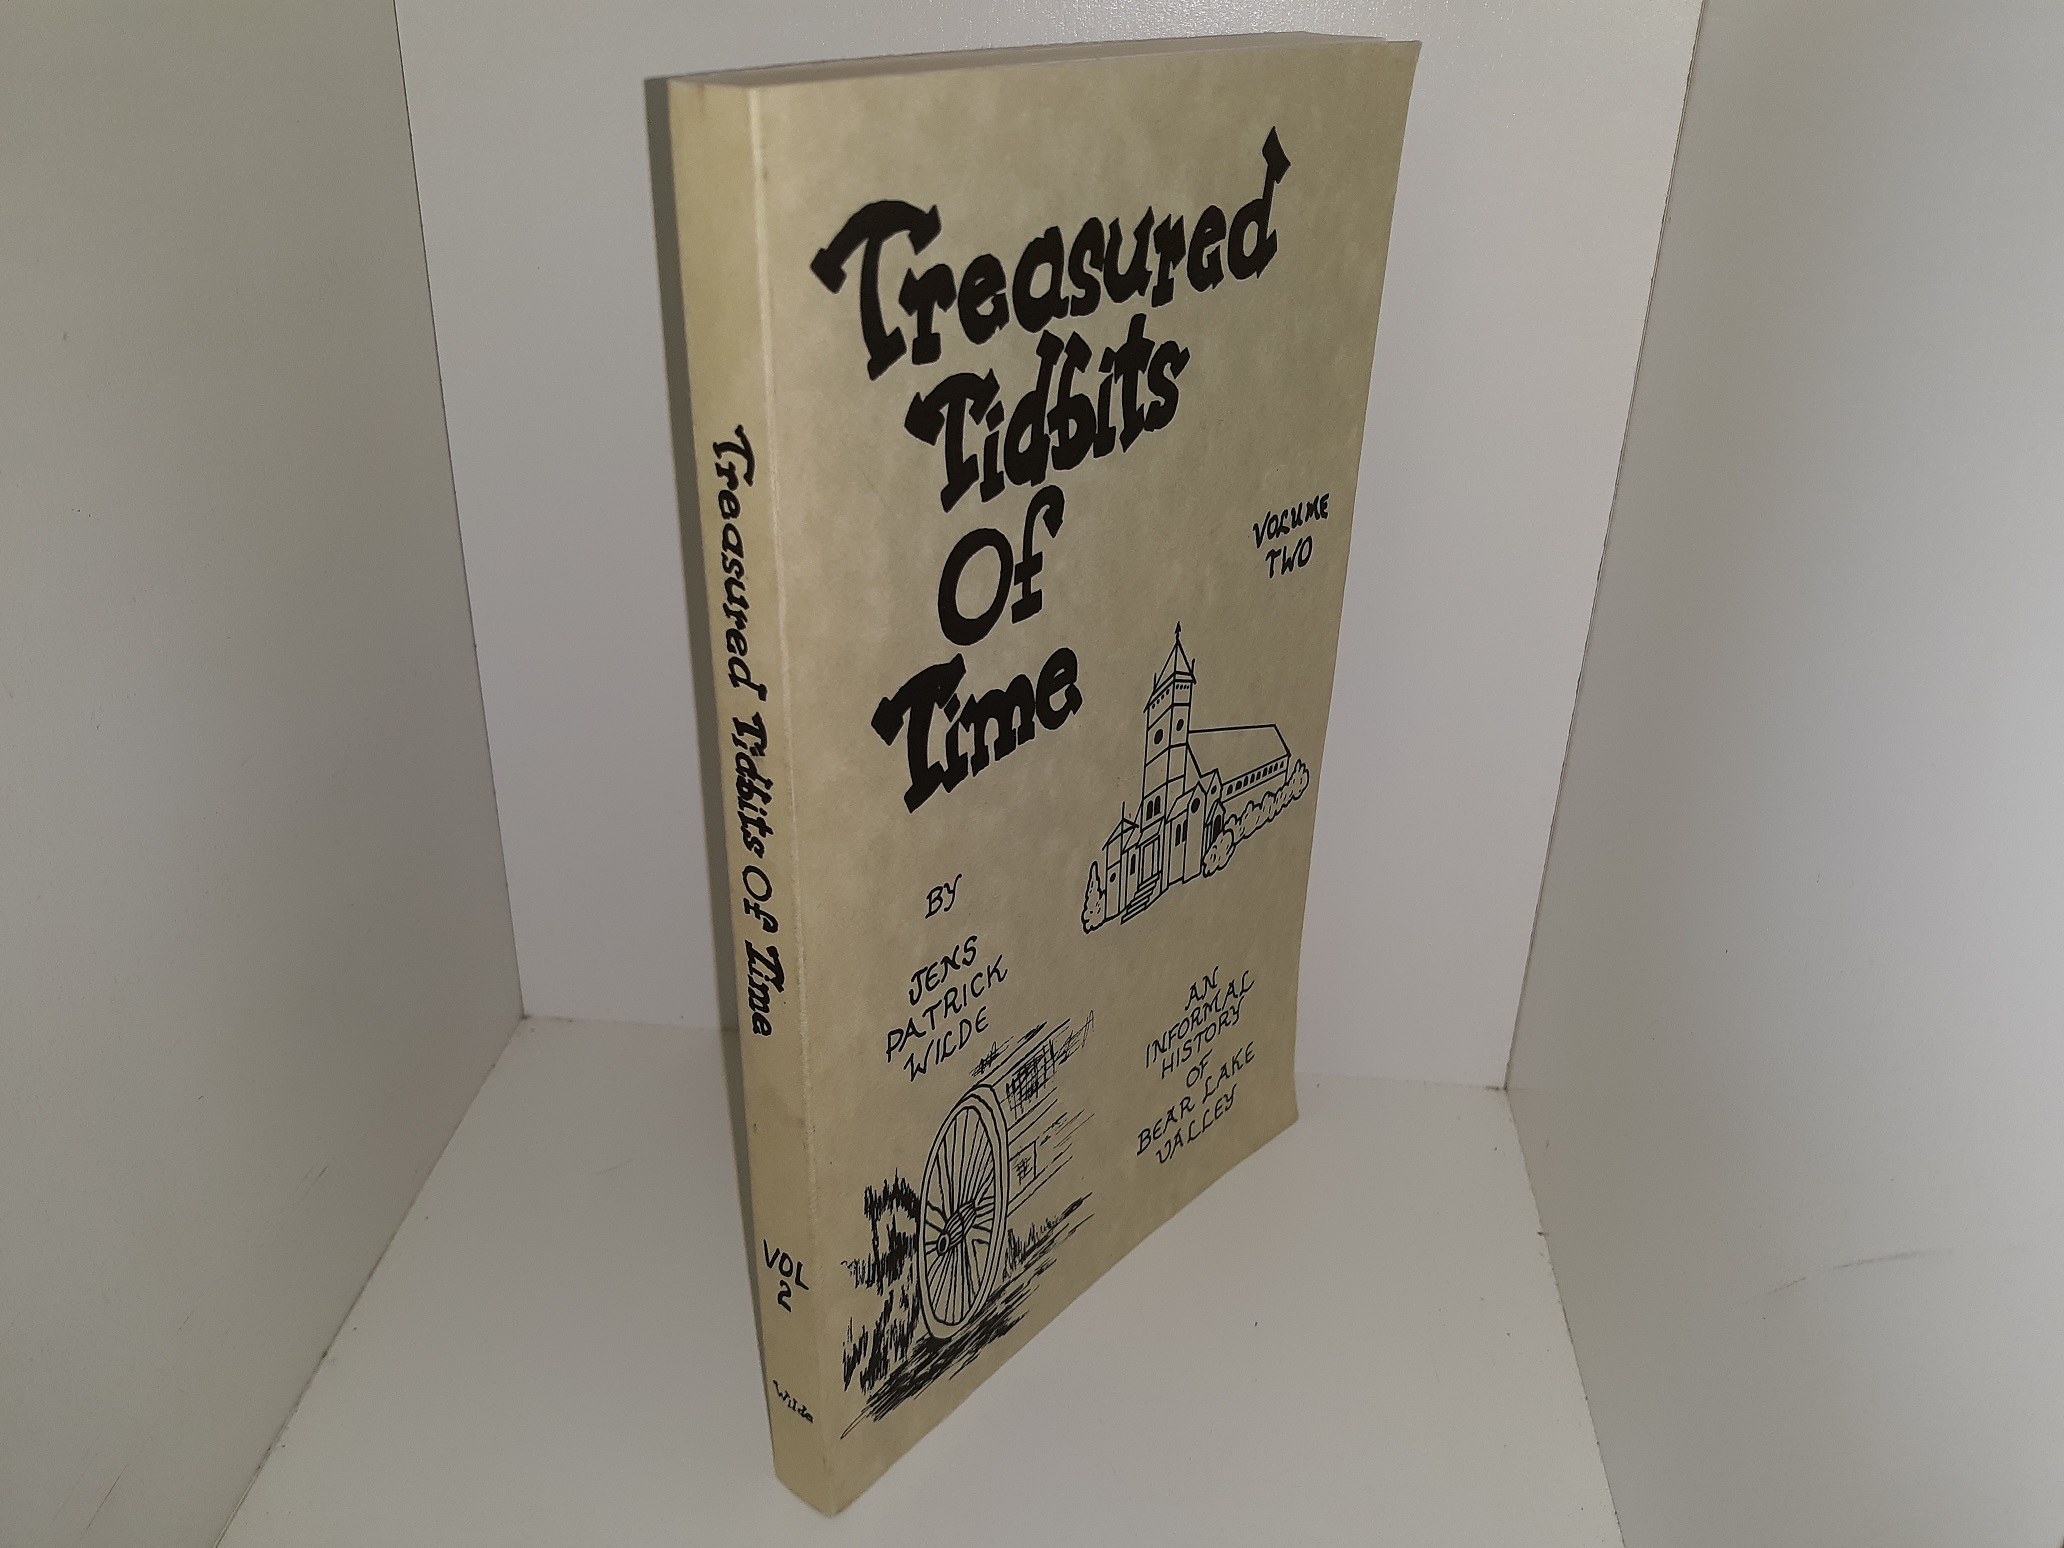 Treasured
Tidbits
Of
Time
VOLUME
TWO
BY
JENS
PATRICK
WILDE
AN
INFORMAL
HISTORY
OF
BEAR LAKE
VALLEY
Treasured Tidbits Of Time
VOL
2
Wilde